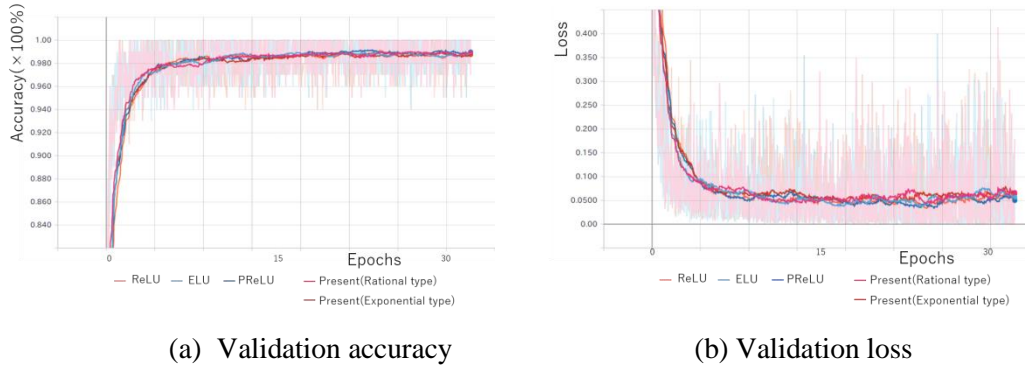 Accuracy(×100%)
1.00
0.980
0.960
0.940
0.920
0.900
0.880
0.860
0.840
0
15
30
Epochs
ReLU ELU PReLU Present(Rational type)
Present(Exponential type)
(a) Validation accuracy
Loss
0.400
0.350
0.300
0.250
0.200
0.150
0.100
0.0500
0.00
0
15
30
Epochs
ReLU ELU PReLU Present(Rational type)
Present(Exponential type)
(b) Validation loss